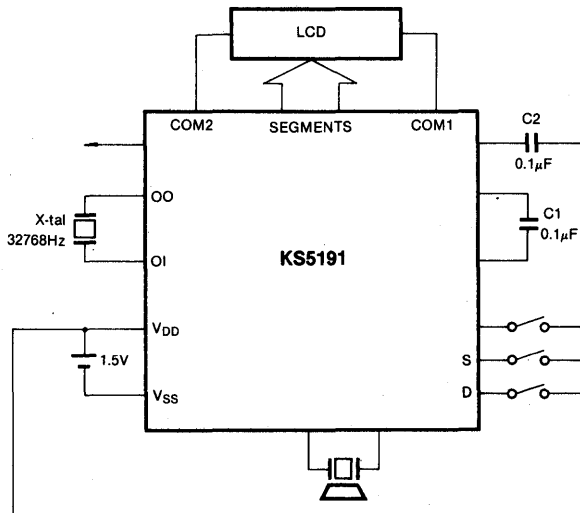 LCD
COM2
SEGMENTS
COM1
C2
0.1μF
OO
X-tal
32768Hz
OI
C1
0.1μF
KS5191
VDD
1.5V
VSS
S
D